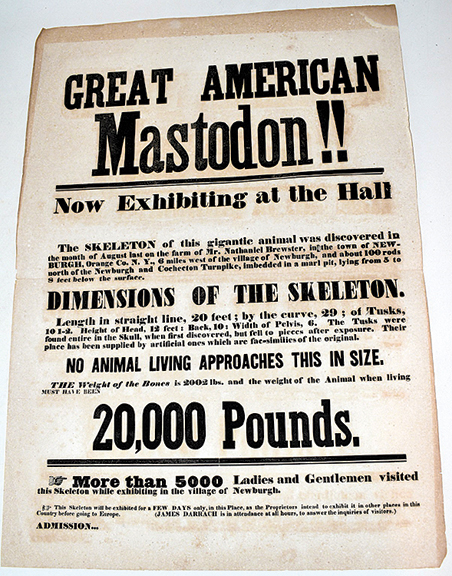 GREAT AMERICAN
Mastodon!!
Now Exhibiting at the Hall
The SKELETON of this gigantic animal was discovered in
the month of August last on the farm of Mr. Nathaniel Brewster, in the town of NEW-
BURGH, Orange Co. N. Y., 6 miles west of the village of Newburgh, and about 100 rods
north of the Newburgh and Cochecton Turnpike, imbedded in a marl pit, lying from 5 to
8 feet below the surface.
DIMENSIONS OF THE SKELETON.
Length in straight line, 20 feet; by the curve, 29; of Tusks,
10 1-2. Height of Head, 12 feet: Back, 10; Width of Pelvis, 6. The Tusks were
found entire in the Skull, when first discovered, but fell to pieces after exposure. Their
place has been supplied by artificial ones which are fac-similies of the original.
NO ANIMAL LIVING APPROACHES THIS IN SIZE.
THE Weight of the Bones is 2002 lbs. and the weight of the Animal when living
MUST HAVE BEEN
20,000 Pounds.
☞ More than 5000 Ladies and Gentlemen visited
this Skeleton while exhibiting in the village of Newburgh.
☞ This Skeleton will be exhibited for a FEW DAYS only, in this Place, as the Proprietors intend to exhibit it in other places in this
Country before going to Europe. (JAMES DARRACH is in attendance at all hours, to answer the inquiries of visitors.)
ADMISSION...